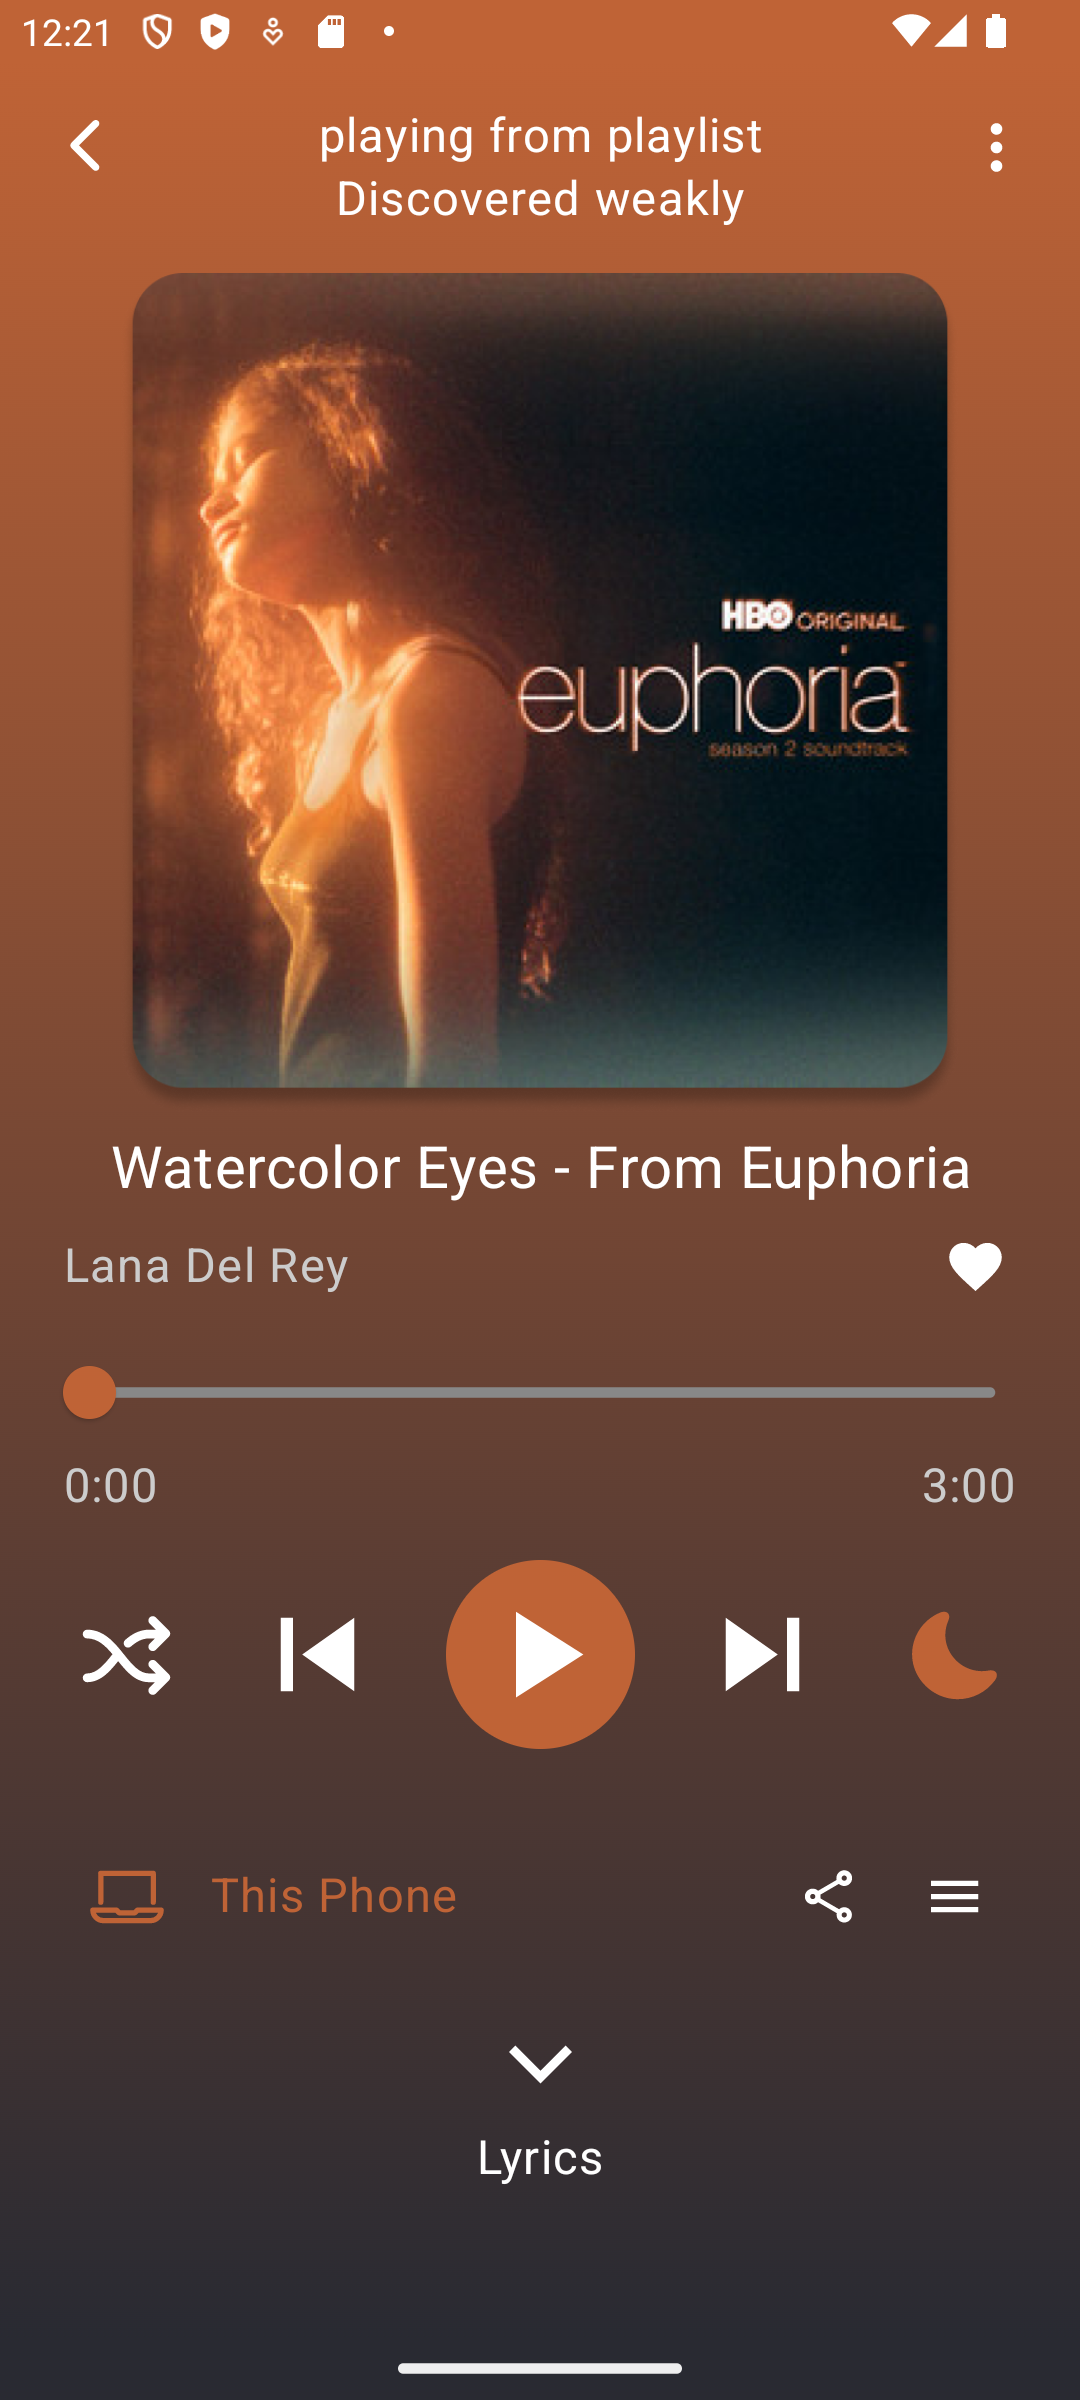 12:21
playing from playlist
Discovered weakly
HBO ORIGINAL
euphoria
season 2 soundtrack
Watercolor Eyes - From Euphoria
Lana Del Rey
0:00
3:00
This Phone
Lyrics